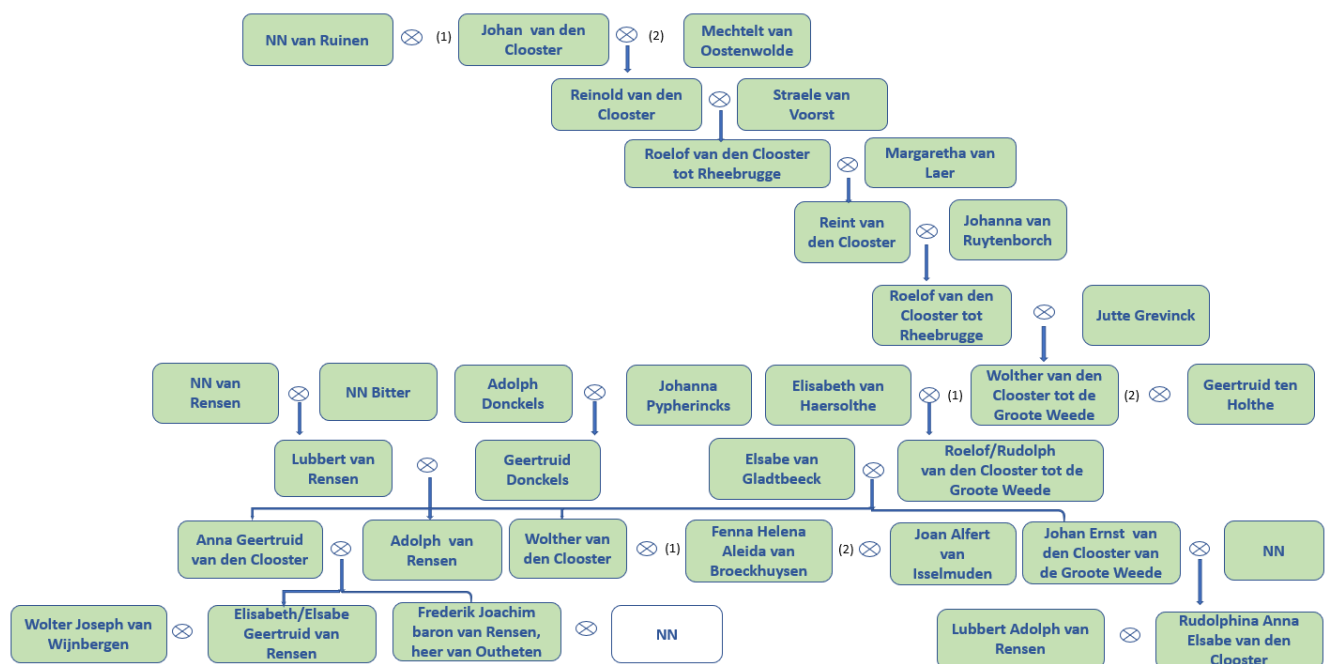 NN van Ruinen
(1)
Johan van den
Clooster
(2)
Mechtelt van
Oostenwolde
Reinold van den
Clooster
Straele van
Voorst
Roelof van den Clooster
tot Rheebrugge
Margaretha van
Laer
Reint van
den Clooster
Johanna van
Ruytenborch
Roelof van den
Clooster tot
Rheebrugge
Jutte Grevinck
NN van
Rensen
NN Bitter
Adolph
Donckels
Johanna
Pypherincks
Elisabeth van
Haersolthe
(1)
Wolther van den
Clooster tot de
Groote Weede
(2)
Geertruid ten
Holthe
Lubbert van
Rensen
Geertruid
Donckels
Elsabe van
Gladtbeeck
Roelof/Rudolph
van den Clooster tot de
Groote Weede
Anna Geertruid
van den Clooster
Adolph van
Rensen
Wolther van
den Clooster
(1)
Fenna Helena
Aleida van
Broeckhuysen
(2)
Joan Alfert
van
Isselmuden
Johan Ernst van
den Clooster van
de Groote Weede
NN
Wolter Joseph van
Wijnbergen
Elisabeth/Elsabe
Geertruid van
Rensen
Frederik Joachim
baron van Rensen,
heer van Outheten
NN
Lubbert Adolph van
Rensen
Rudolphina Anna
Elsabe van den
Clooster